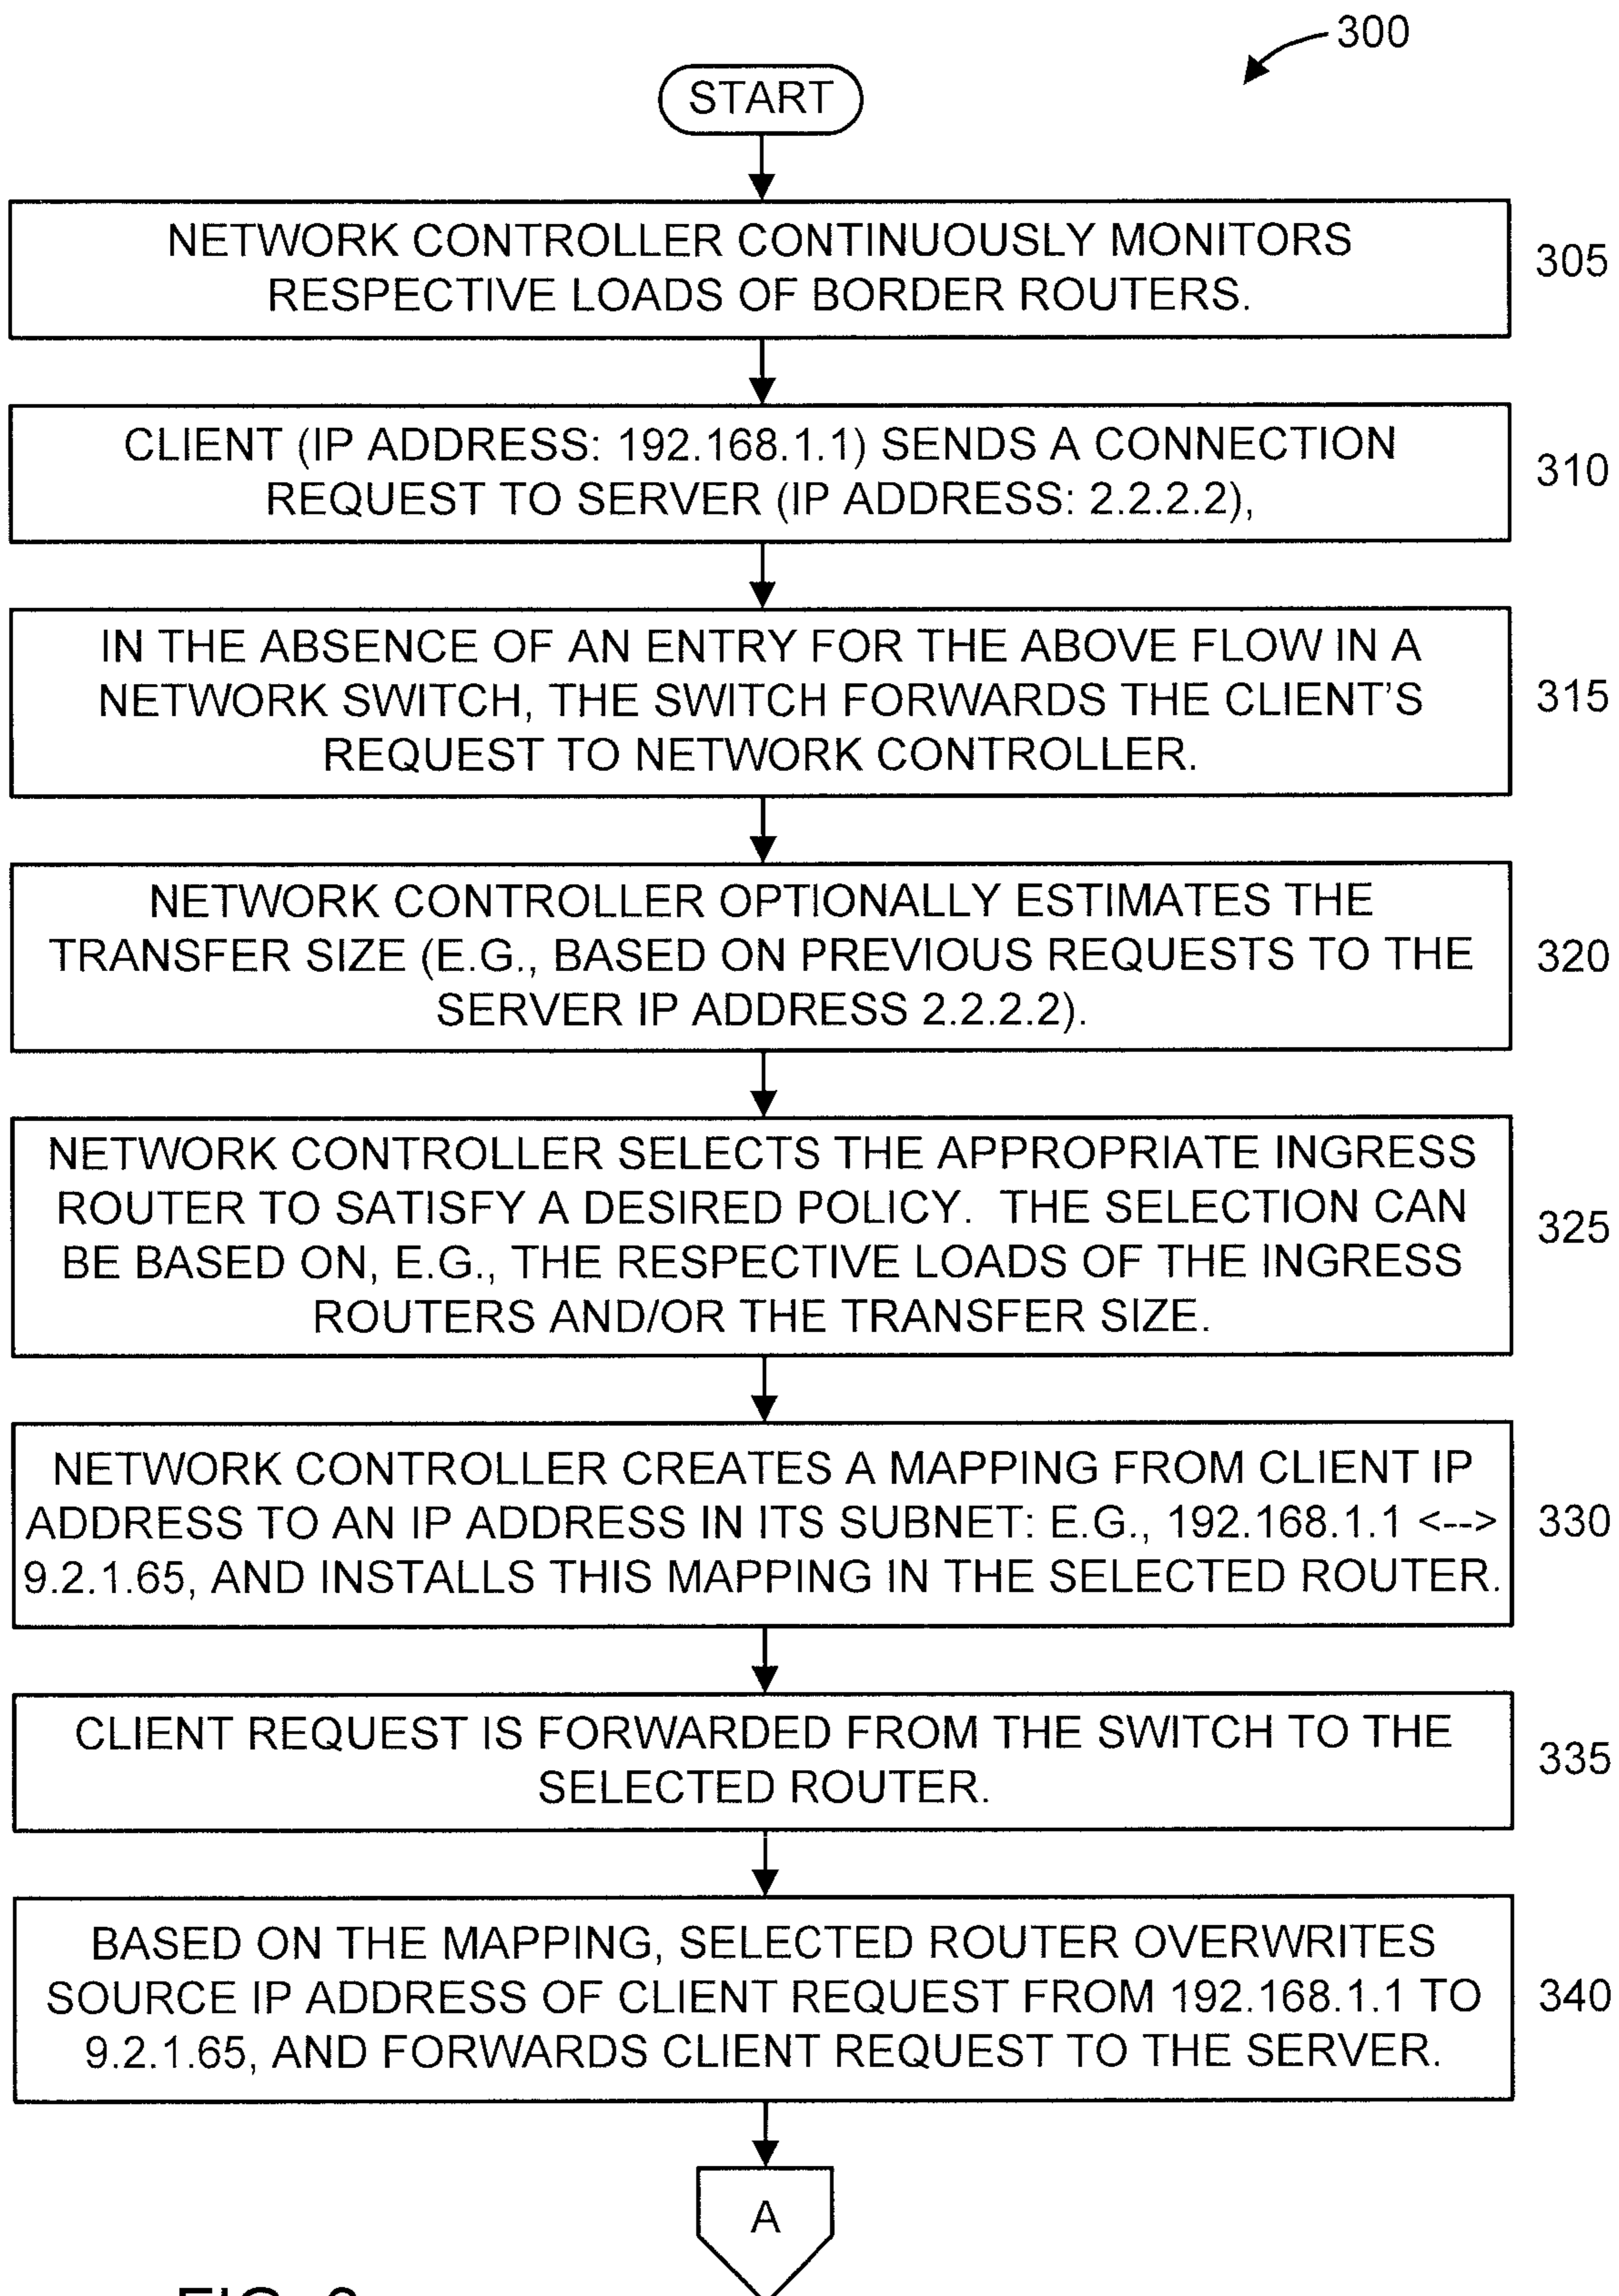 300
START
NETWORK CONTROLLER CONTINUOUSLY MONITORS
RESPECTIVE LOADS OF BORDER ROUTERS.
305
CLIENT (IP ADDRESS: 192.168.1.1) SENDS A CONNECTION
REQUEST TO SERVER (IP ADDRESS: 2.2.2.2),
310
IN THE ABSENCE OF AN ENTRY FOR THE ABOVE FLOW IN A
NETWORK SWITCH, THE SWITCH FORWARDS THE CLIENT'S
REQUEST TO NETWORK CONTROLLER.
315
NETWORK CONTROLLER OPTIONALLY ESTIMATES THE
TRANSFER SIZE (E.G., BASED ON PREVIOUS REQUESTS TO THE
SERVER IP ADDRESS 2.2.2.2).
320
NETWORK CONTROLLER SELECTS THE APPROPRIATE INGRESS
ROUTER TO SATISFY A DESIRED POLICY. THE SELECTION CAN
BE BASED ON, E.G., THE RESPECTIVE LOADS OF THE INGRESS
ROUTERS AND/OR THE TRANSFER SIZE.
325
NETWORK CONTROLLER CREATES A MAPPING FROM CLIENT IP
ADDRESS TO AN IP ADDRESS IN ITS SUBNET: E.G., 192.168.1.1 <-->
9.2.1.65, AND INSTALLS THIS MAPPING IN THE SELECTED ROUTER.
330
CLIENT REQUEST IS FORWARDED FROM THE SWITCH TO THE
SELECTED ROUTER.
335
BASED ON THE MAPPING, SELECTED ROUTER OVERWRITES
SOURCE IP ADDRESS OF CLIENT REQUEST FROM 192.168.1.1 TO
9.2.1.65, AND FORWARDS CLIENT REQUEST TO THE SERVER.
340
A